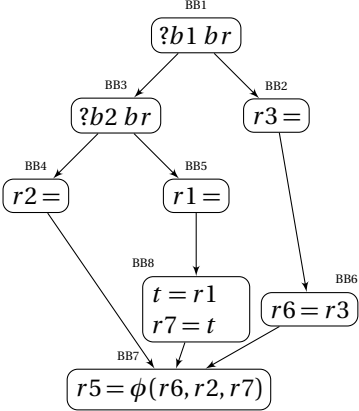 BB1
?b1 br
BB3
BB2
?b2 br
r3 =
BB4
BB5
r2 =
r1 =
BB8
BB6
t = r1
r7 = t
r6 = r3
BB7
r5 = ϕ(r6, r2, r7)